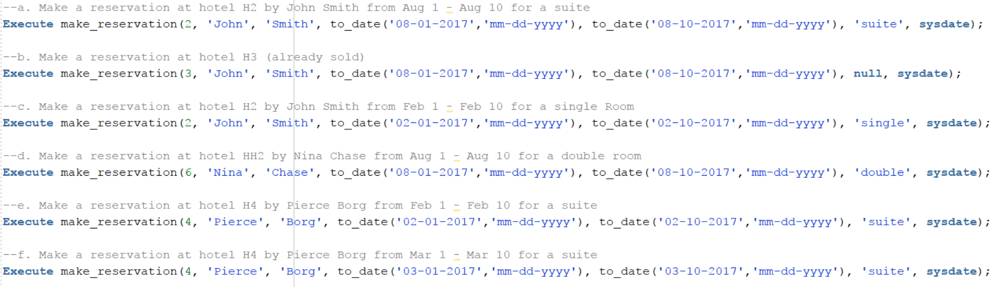 --a. Make a reservation at hotel H2 by John Smith from Aug 1 - Aug 10 for a suite
Execute make_reservation(2, 'John', 'Smith', to_date('08-01-2017','mm-dd-yyyy'), to_date('08-10-2017','mm-dd-yyyy'), 'suite', sysdate);
--b. Make a reservation at hotel H3 (already sold)
Execute make_reservation(3, 'John', 'Smith', to_date('08-01-2017','mm-dd-yyyy'), to_date('08-10-2017','mm-dd-yyyy'), null, sysdate);
--c. Make a reservation at hotel H2 by John Smith from Feb 1 - Feb 10 for a single Room
Execute make_reservation(2, 'John', 'Smith', to_date('02-01-2017','mm-dd-yyyy'), to_date('02-10-2017','mm-dd-yyyy'), 'single', sysdate);
--d. Make a reservation at hotel HH2 by Nina Chase from Aug 1 - Aug 10 for a double room
Execute make_reservation(6, 'Nina', 'Chase', to_date('08-01-2017','mm-dd-yyyy'), to_date('08-10-2017','mm-dd-yyyy'), 'double', sysdate);
--e. Make a reservation at hotel H4 by Pierce Borg from Feb 1 - Feb 10 for a suite
Execute make_reservation(4, 'Pierce', 'Borg', to_date('02-01-2017','mm-dd-yyyy'), to_date('02-10-2017','mm-dd-yyyy'), 'suite', sysdate);
--f. Make a reservation at hotel H4 by Pierce Borg from Mar 1 - Mar 10 for a suite
Execute make_reservation(4, 'Pierce', 'Borg', to_date('03-01-2017','mm-dd-yyyy'), to_date('03-10-2017','mm-dd-yyyy'), 'suite', sysdate);